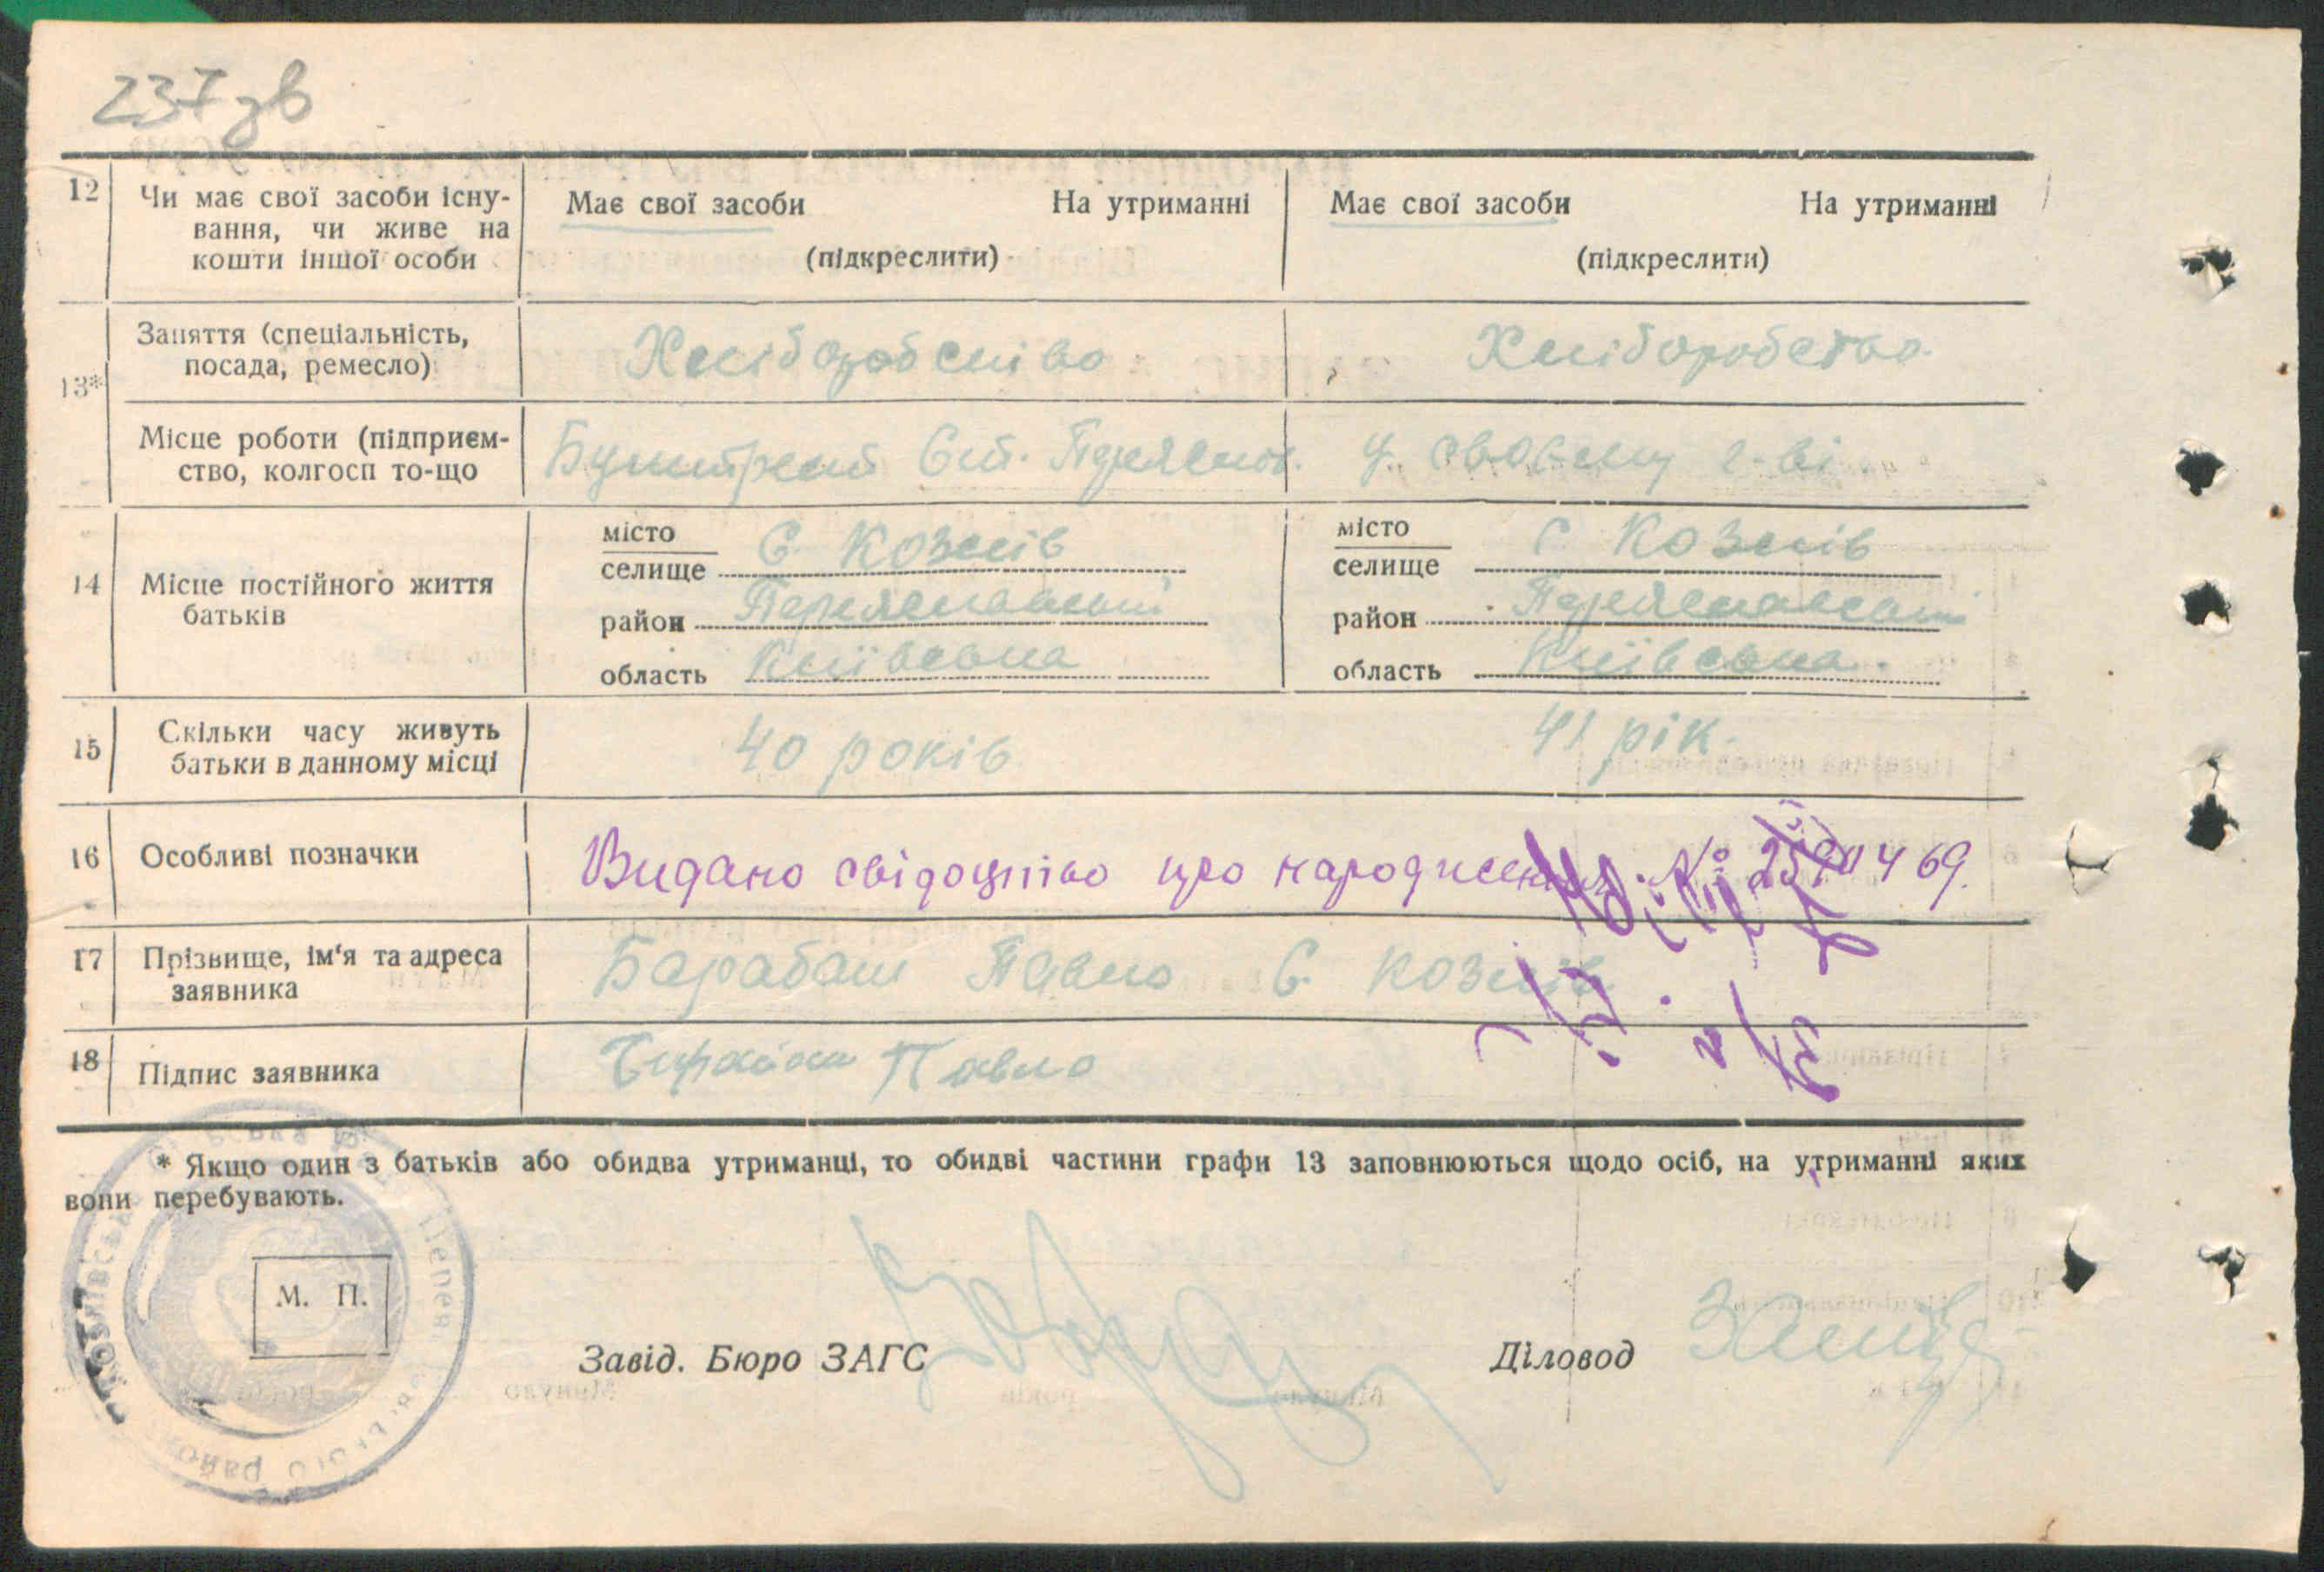 237 зв
12 Чи має свої засоби існу-
вання, чи живе на
кошти іншої особи
Має свої засоби На утриманні
(підкреслити)
Має свої засоби На утриманні
(підкреслити)
13*
Заняття (спеціальність,
посада, ремесло)
Хліборобство
Хліборобство
Місце роботи (підприєм-
ство, колгосп то-що
у своєму г-ві
14 Місце постійного життя
батьків
місто
селище с. Козлів
район Переяславський
область Київська
місто
селище с. Козлів
район Переяславський
область Київська.
15 Скільки часу живуть
батьки в данному місці
40 років
41 рік.
16 Особливі позначки
Видано свідоцтво про народження. №
17 Прізвище, ім'я та адреса
заявника
Барабаш Павло с. Козлів
18 Підпис заявника
Павло
* Якщо один з батьків або обидва утриманці, то обидві частини графи 13 заповнюються щодо осіб, на утриманні яких
вони перебувають.
М. П.
Завід. Бюро ЗАГС
Діловод